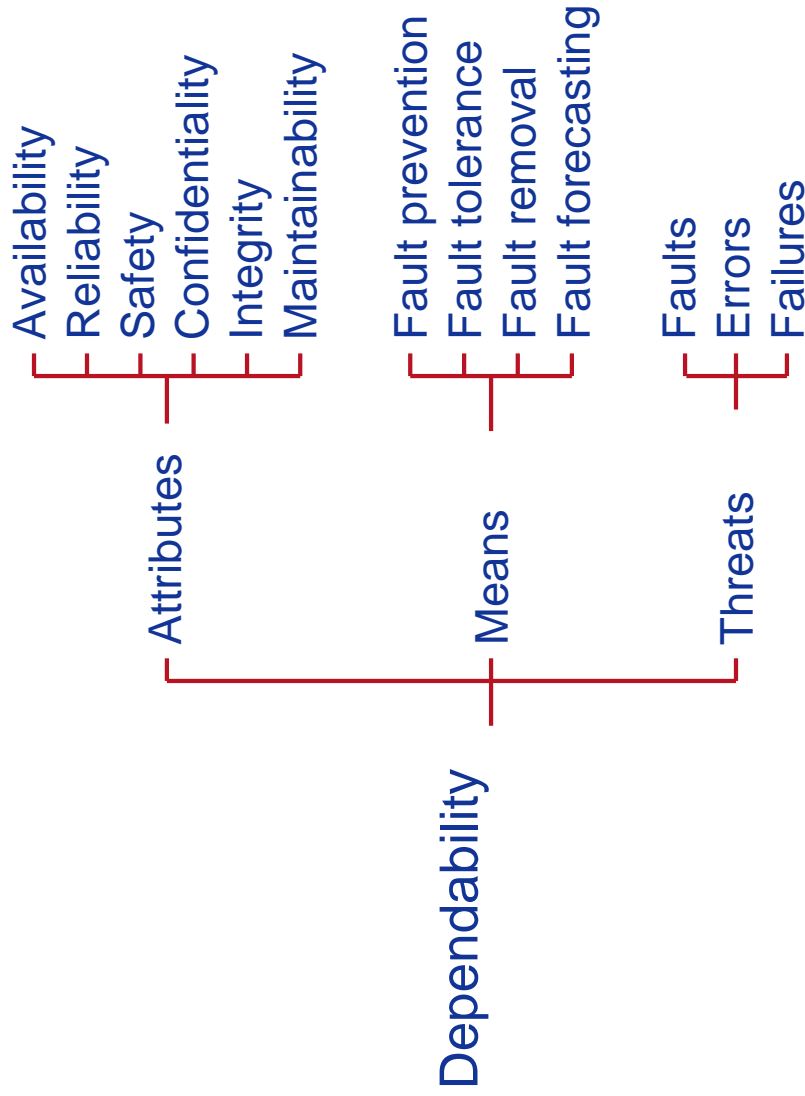 Dependability
Attributes
Availability
Reliability
Safety
Confidentiality
Integrity
Maintainability
Means
Fault prevention
Fault tolerance
Fault removal
Fault forecasting
Threats
Faults
Errors
Failures